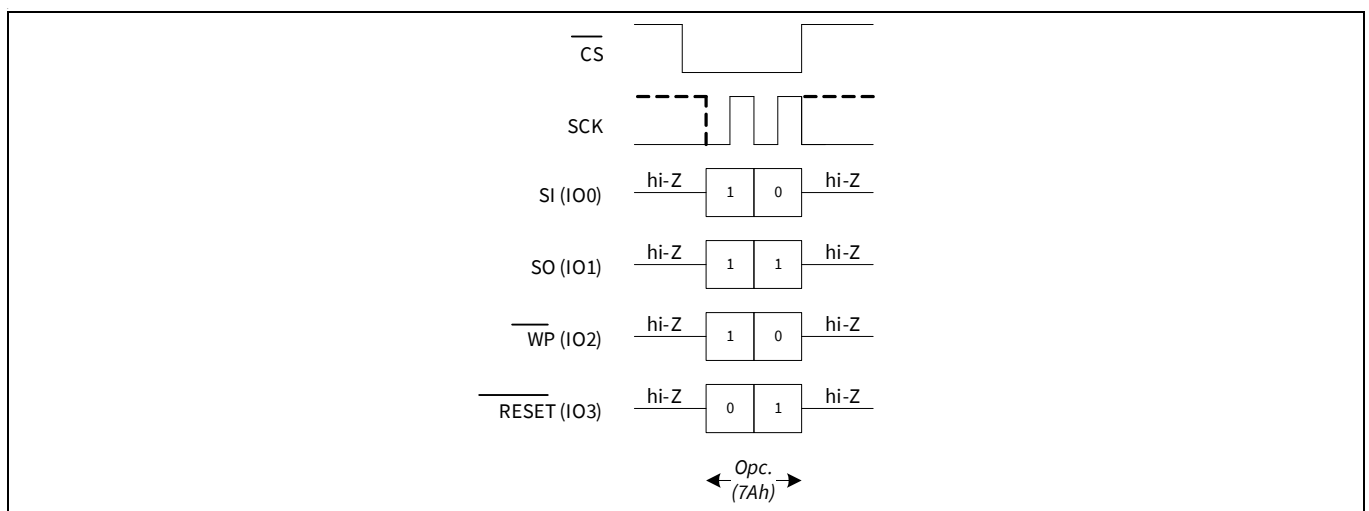 CS
SCK
SI (IO0) hi-Z 1 0 hi-Z
SO (IO1) hi-Z 1 1 hi-Z
WP (IO2) hi-Z 1 0 hi-Z
RESET (IO3) hi-Z 0 1 hi-Z
Opc.
(7Ah)